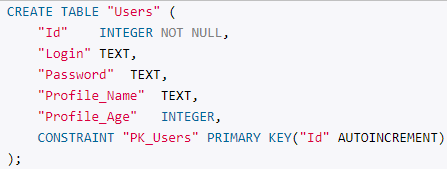 CREATE TABLE "Users" (
    "Id"    INTEGER NOT NULL,
    "Login" TEXT,
    "Password"  TEXT,
    "Profile_Name"  TEXT,
    "Profile_Age"   INTEGER,
    CONSTRAINT "PK_Users" PRIMARY KEY("Id" AUTOINCREMENT)
);